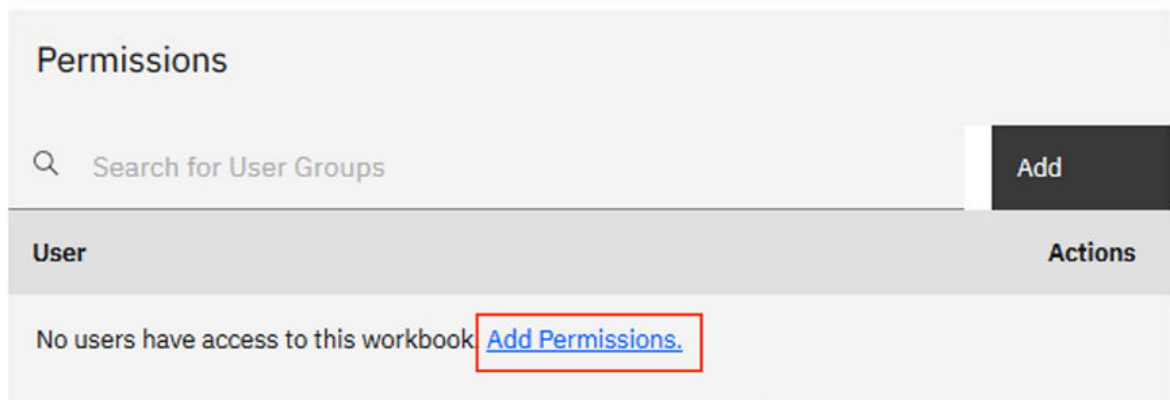 Permissions
Search for User Groups
Add
User
Actions
No users have access to this workbook. Add Permissions.